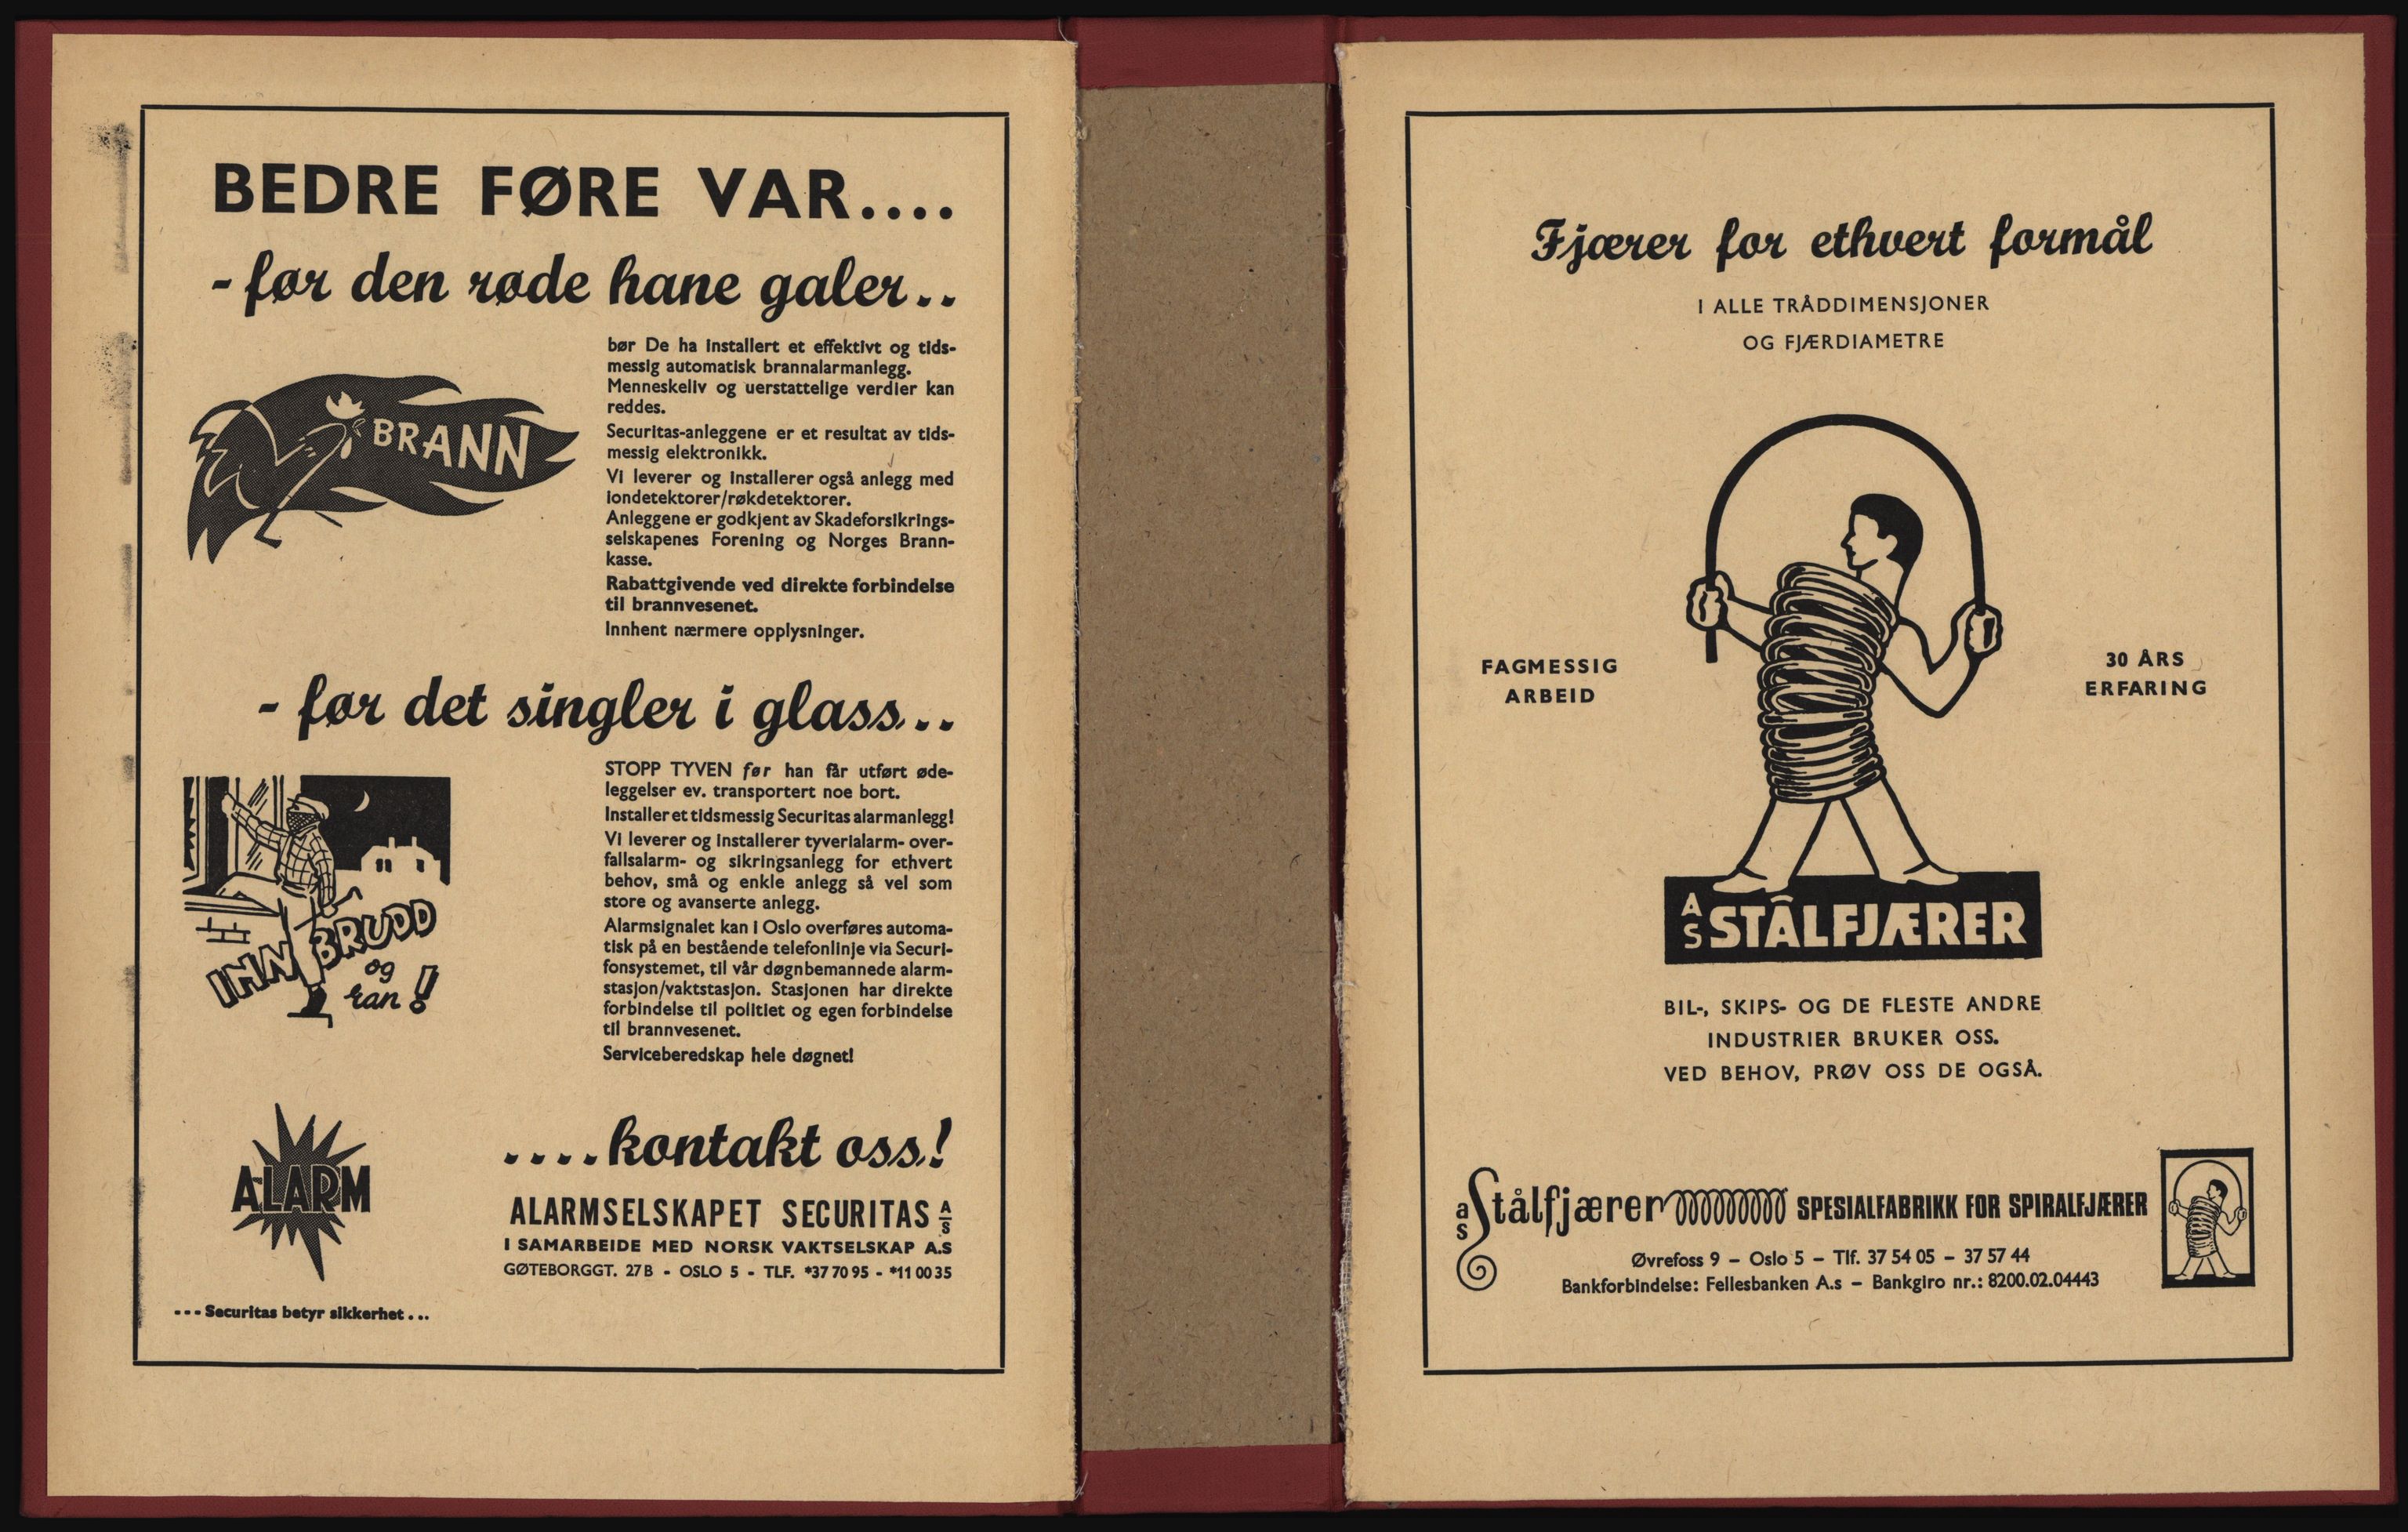 BEDRE FØRE VAR....
- før den røde hane galer..
bør De ha installert et effektivt og tids-
messig automatisk brannalarmanlegg.
Menneskeliv og uerstattelige verdier kan
reddes.
Securitas-anleggene er et resultat av tids-
messig elektronikk.
Vi leverer og installerer også anlegg med
iondetektorer/røkdetektorer.
Anleggene er godkjent av Skadeforsikrings-
selskapenes Forening og Norges Brann-
kasse.
Rabattgivende ved direkte forbindelse
til brannvesenet.
Innhent nærmere opplysninger.
BRANN
- før det singler i glass..
STOPP TYVEN før han får utført øde-
leggelser ev. transportert noe bort.
Installer et tidsmessig Securitas alarmanlegg!
Vi leverer og installerer tyverialarm- over-
fallsalarm- og sikringsanlegg for ethvert
behov, små og enkle anlegg så vel som
store og avanserte anlegg.
Alarmsignalet kan i Oslo overføres automa-
tisk på en bestående telefonlinje via Securi-
fonsystemet, til vår døgnbemannede alarm-
stasjon/vaktstasjon. Stasjonen har direkte
forbindelse til politiet og egen forbindelse
til brannvesenet.
Serviceberedskap hele døgnet!
INNBRUDD
og
ran!
ALARM
....kontakt oss!
ALARMSELSKAPET SECURITAS A/S
I SAMARBEIDE MED NORSK VAKTSELSKAP A.S
GØTEBORGGT. 27B - OSLO 5 - TLF. *37 70 95 - *11 00 35
---Securitas betyr sikkerhet...
Fjærer for ethvert formål
I ALLE TRÅDDIMENSJONER
OG FJÆRDIAMETRE
FAGMESSIG
ARBEID
30 ÅRS
ERFARING
A/S STÅLFJÆRER
BIL-, SKIPS- OG DE FLESTE ANDRE
INDUSTRIER BRUKER OSS.
VED BEHOV, PRØV OSS DE OGSÅ.
a/s Stålfjærer SPESIALFABRIKK FOR SPIRALFJÆRER
Øvrefoss 9 – Oslo 5 – Tlf. 37 54 05 – 37 57 44
Bankforbindelse: Fellesbanken A.s – Bankgiro nr.: 8200.02.04443